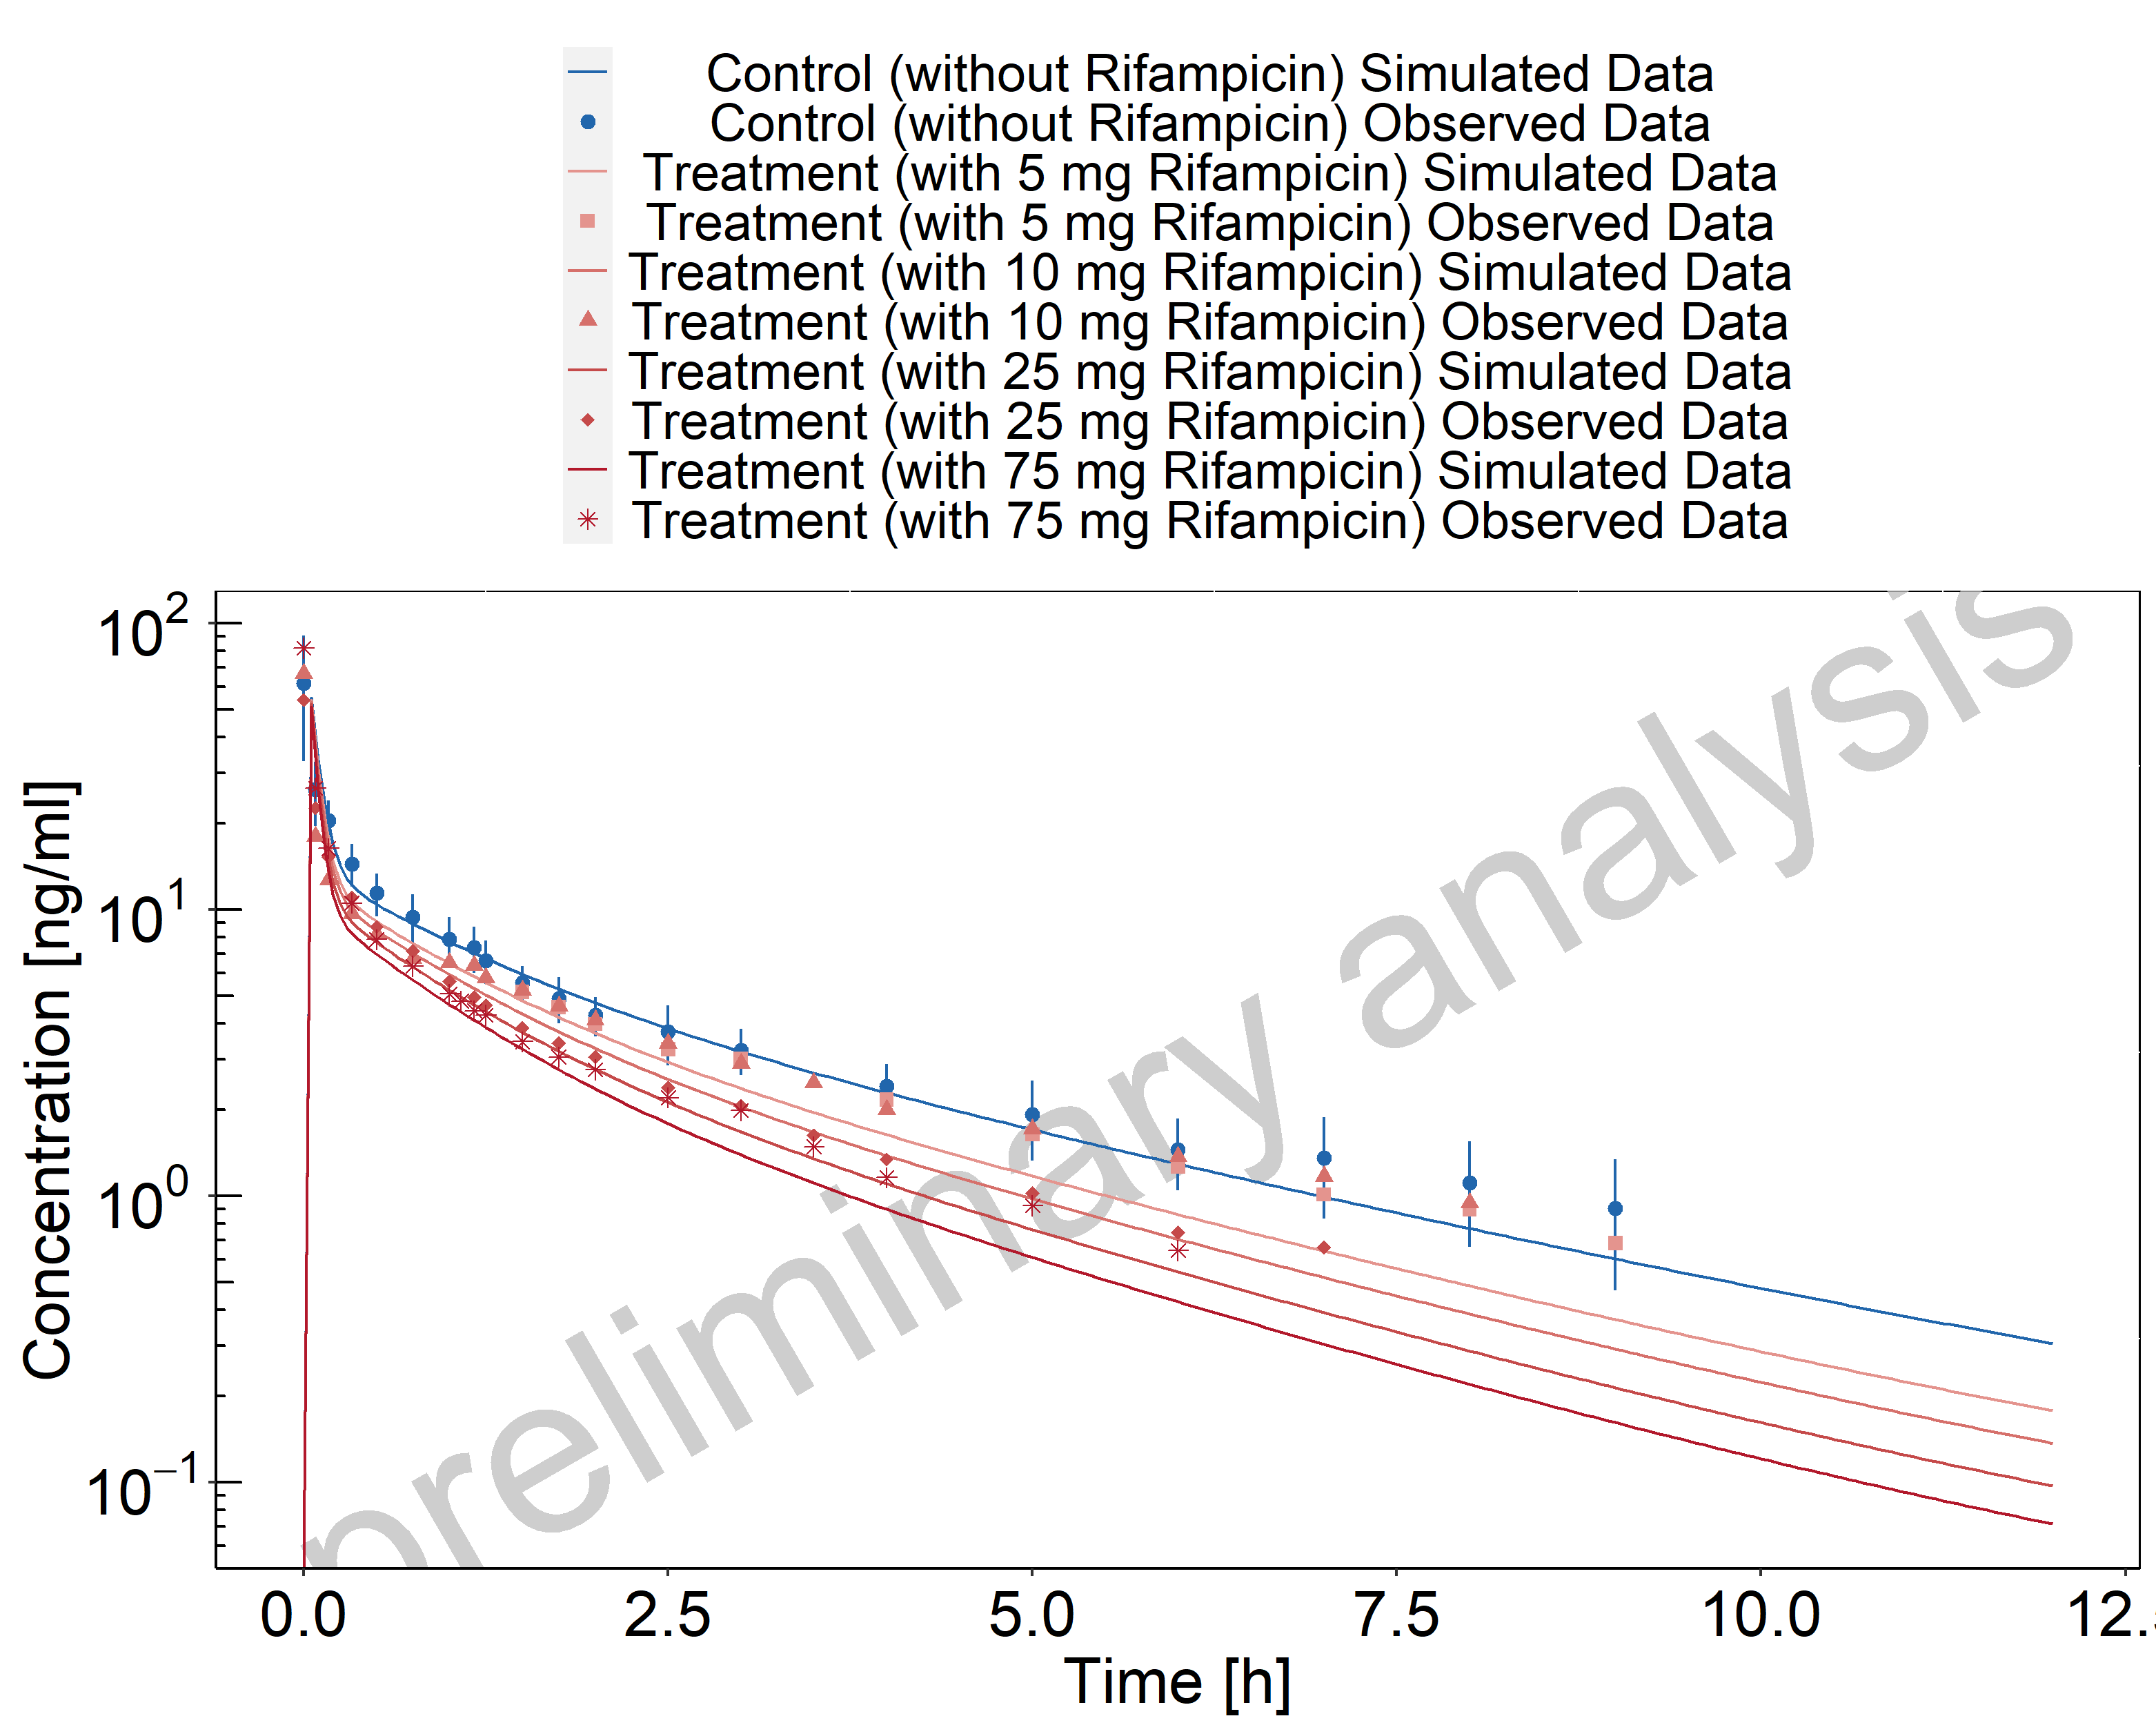 Control (without Rifampicin) Simulated Data
Control (without Rifampicin) Observed Data
Treatment (with 5 mg Rifampicin) Simulated Data
Treatment (with 5 mg Rifampicin) Observed Data
Treatment (with 10 mg Rifampicin) Simulated Data
Treatment (with 10 mg Rifampicin) Observed Data
Treatment (with 25 mg Rifampicin) Simulated Data
Treatment (with 25 mg Rifampicin) Observed Data
Treatment (with 75 mg Rifampicin) Simulated Data
Treatment (with 75 mg Rifampicin) Observed Data
10²
10¹
10⁰
10⁻¹
Concentration [ng/ml]
preliminary analysis
0.0 2.5 5.0 7.5 10.0 12.
Time [h]